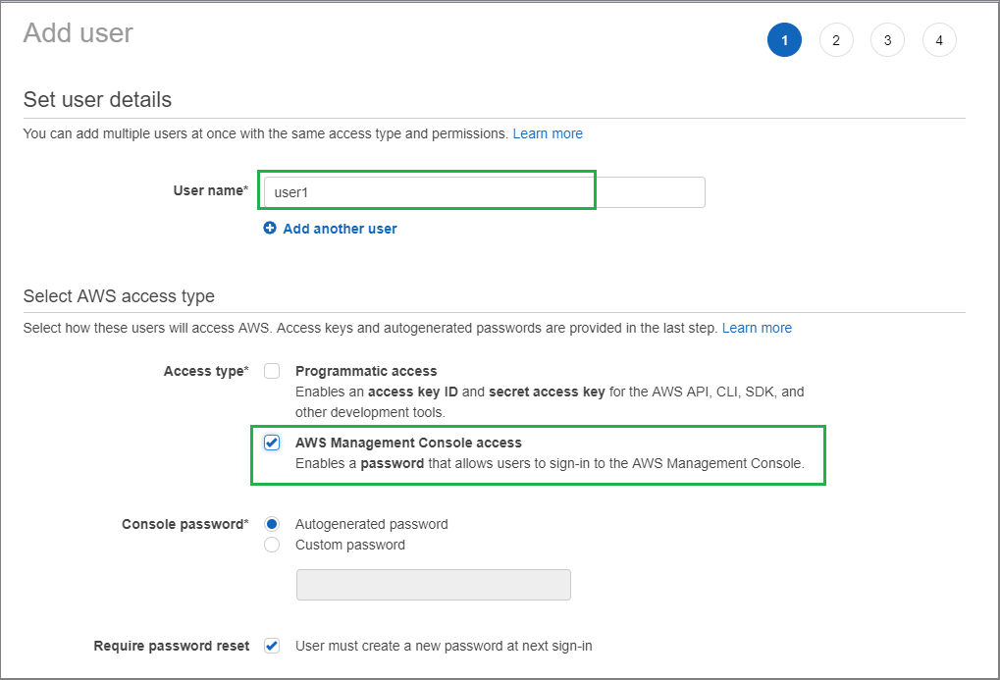 Add user
1 2 3 4
Set user details
You can add multiple users at once with the same access type and permissions. Learn more
User name* user1
Add another user
Select AWS access type
Select how these users will access AWS. Access keys and autogenerated passwords are provided in the last step. Learn more
Access type* Programmatic access
Enables an access key ID and secret access key for the AWS API, CLI, SDK, and
other development tools.
AWS Management Console access
Enables a password that allows users to sign-in to the AWS Management Console.
Console password* Autogenerated password
Custom password
Require password reset User must create a new password at next sign-in